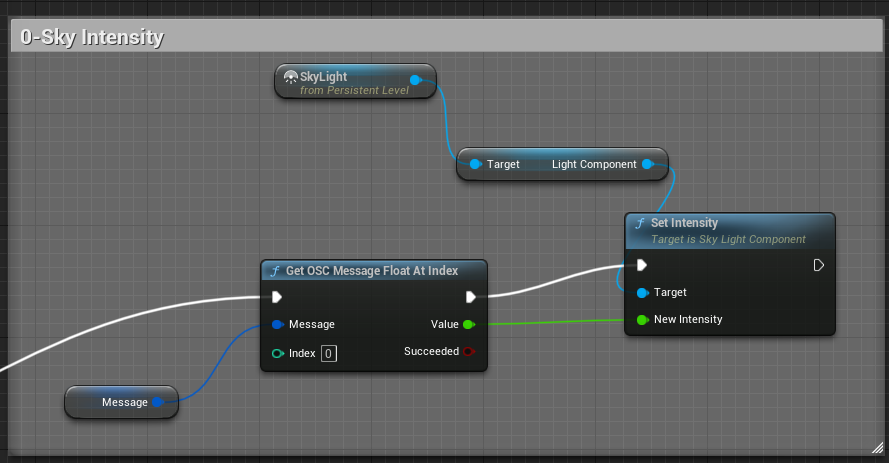 0-Sky Intensity
SkyLight
from Persistent Level
Target Light Component
Set Intensity
Target is Sky Light Component
Get OSC Message Float At Index
Target
Message Value
New Intensity
Index 0 Succeeded
Message